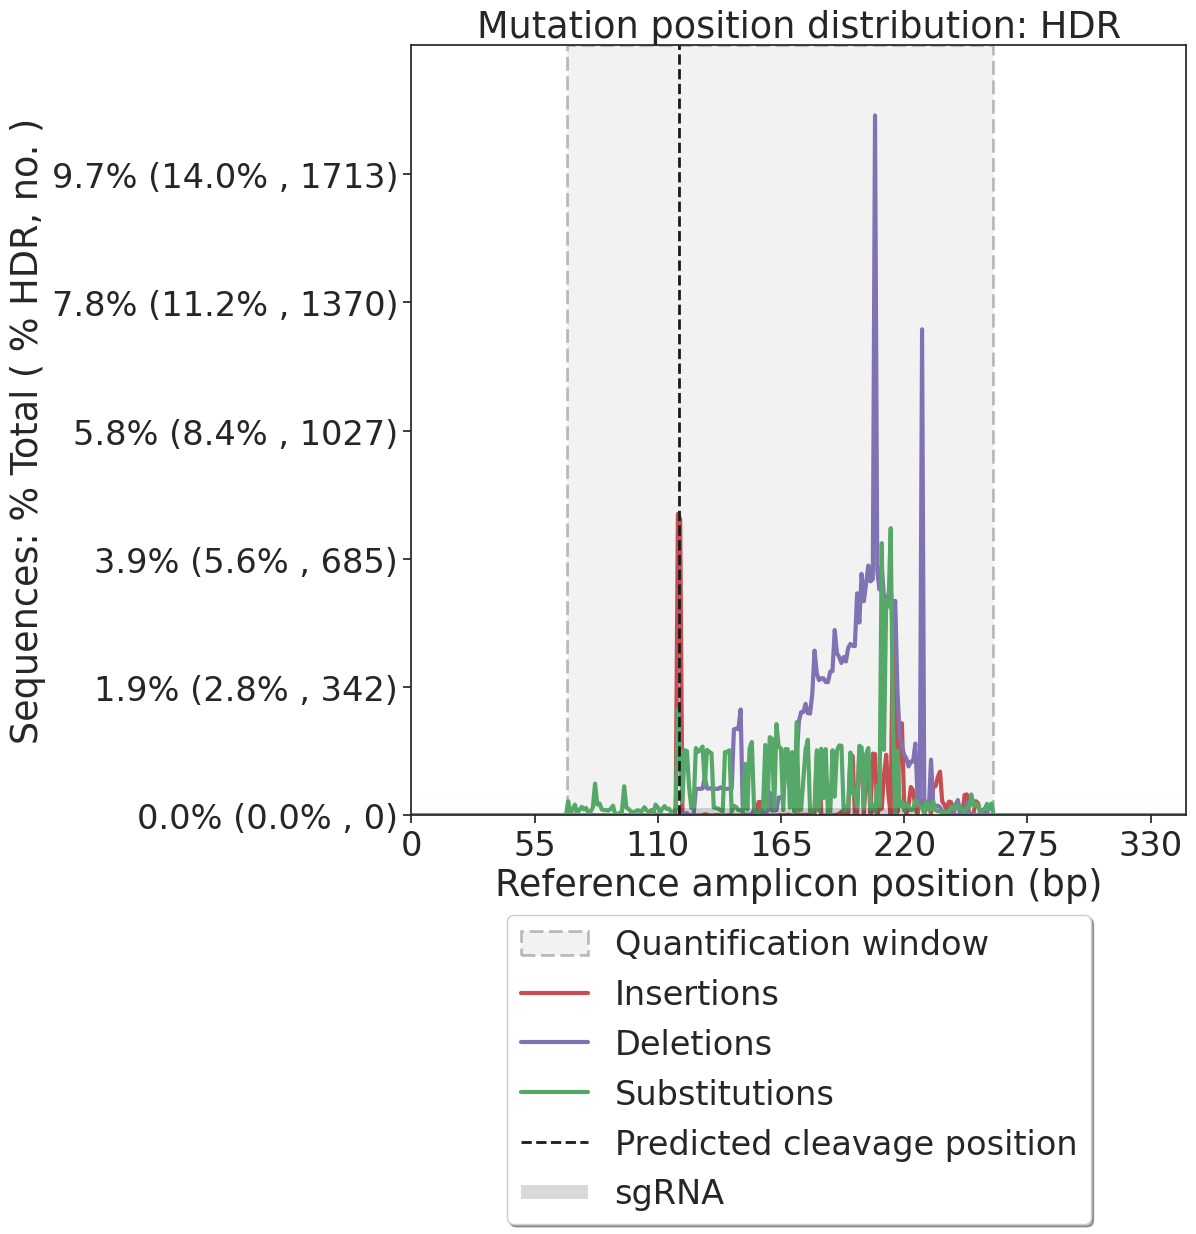 Mutation position distribution: HDR
Sequences: % Total ( % HDR, no. )
9.7% (14.0% , 1713)
7.8% (11.2% , 1370)
5.8% (8.4% , 1027)
3.9% (5.6% , 685)
1.9% (2.8% , 342)
0.0% (0.0% , 0)
0 55 110 165 220 275 330
Reference amplicon position (bp)
Quantification window
Insertions
Deletions
Substitutions
Predicted cleavage position
sgRNA